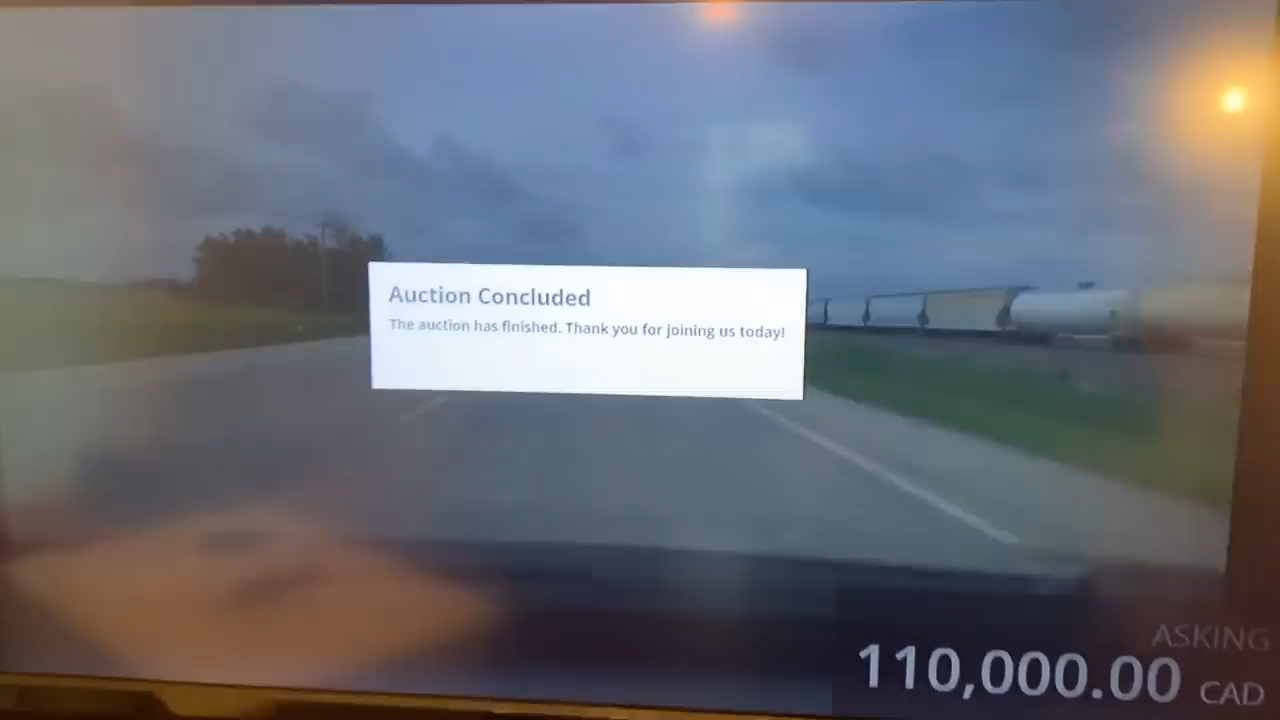 Auction Concluded
The auction has finished. Thank you for joining us today!
ASKING
110,000.00 CAD